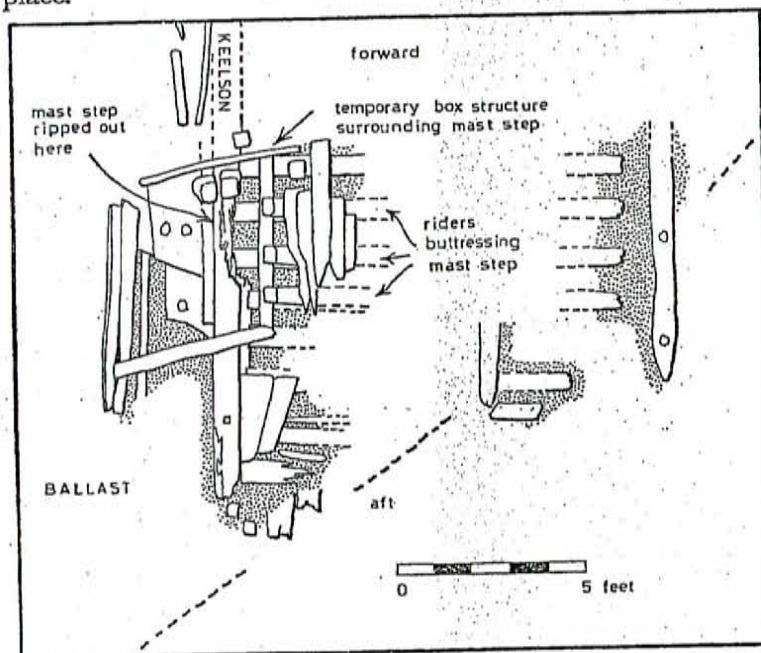 place.
KEELSON
forward
mast step
ripped out
here
temporary box structure
surrounding mast step
riders
buttressing
mast step
BALLAST
aft
0 5 feet